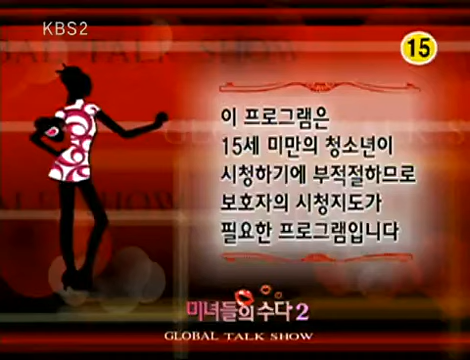 KBS2
15
GLOBAL TALK SHOW
이 프로그램은
15세 미만의 청소년이
시청하기에 부적절하므로
보호자의 시청지도가
필요한 프로그램입니다
미녀들의 수다 2
GLOBAL TALK SHOW